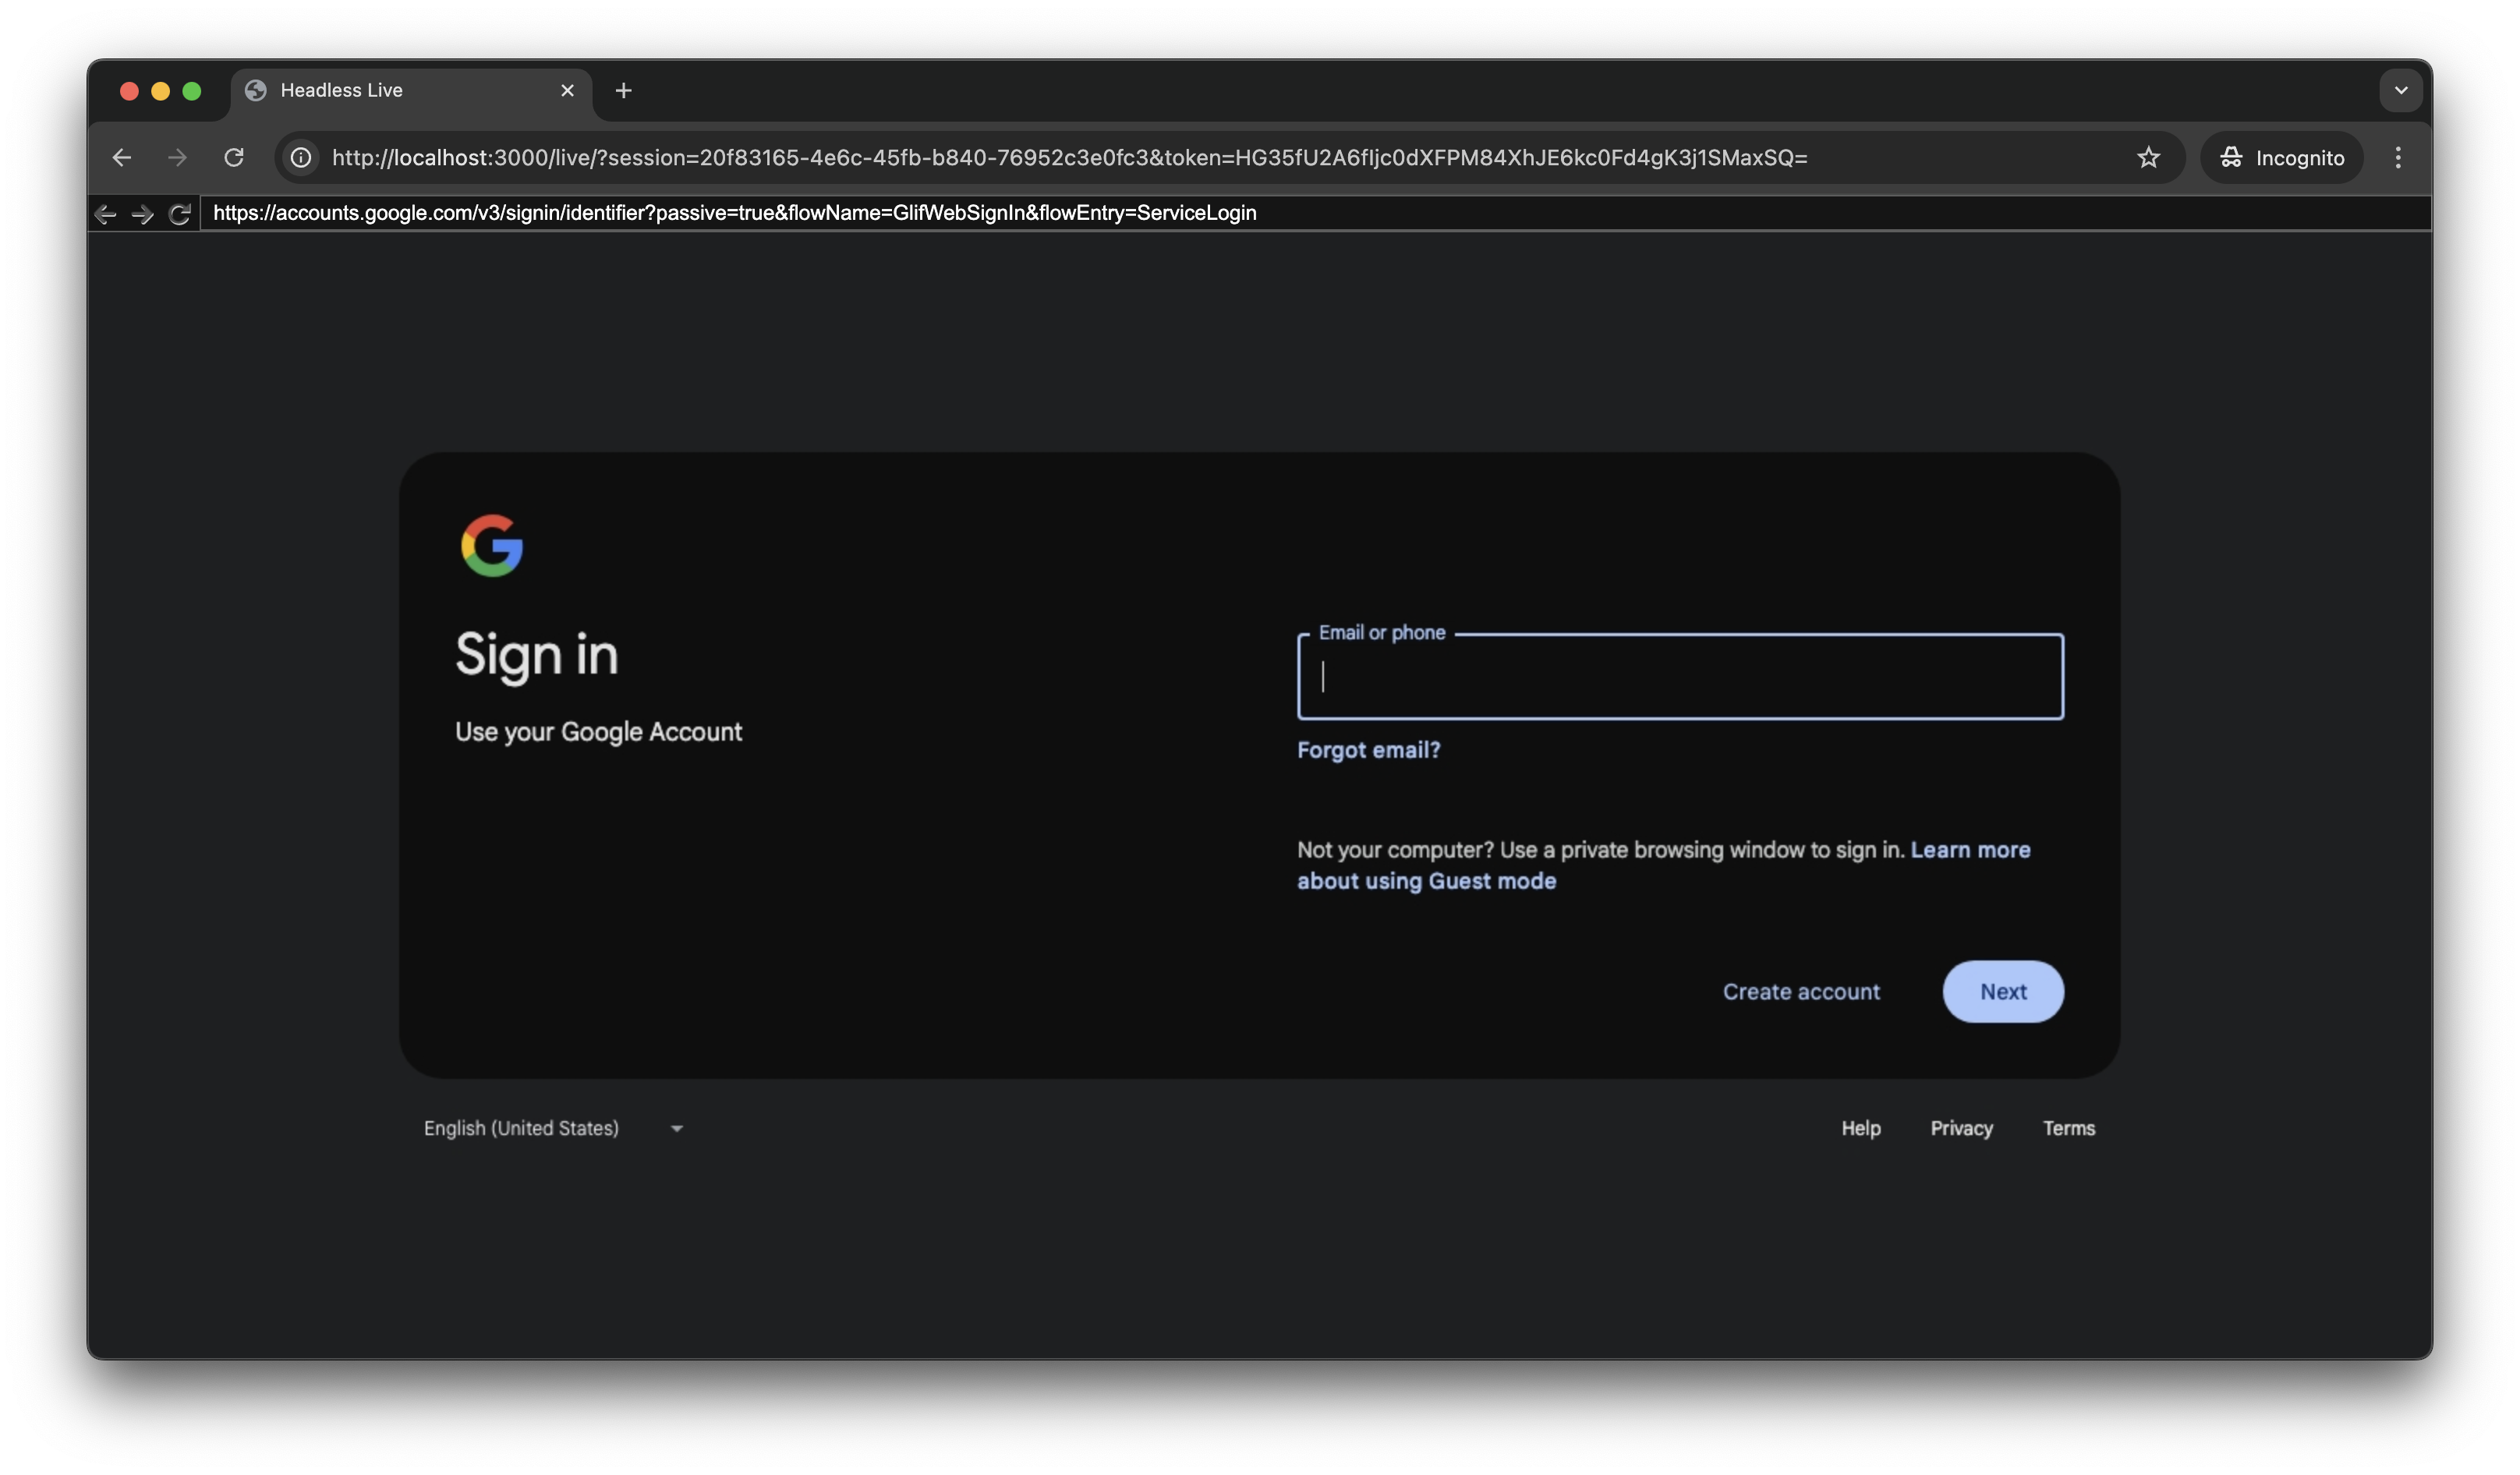 Headless Live
http://localhost:3000/live/?session=20f83165-4e6c-45fb-b840-76952c3e0fc3&token=HG35fU2A6fIjc0dXFPM84XhJE6kc0Fd4gK3j1SMaxSQ=
Incognito
https://accounts.google.com/v3/signin/identifier?passive=true&flowName=GlifWebSignIn&flowEntry=ServiceLogin
Sign in
Use your Google Account
Email or phone
Forgot email?
Not your computer? Use a private browsing window to sign in. Learn more
about using Guest mode
Create account
Next
English (United States)
Help Privacy Terms